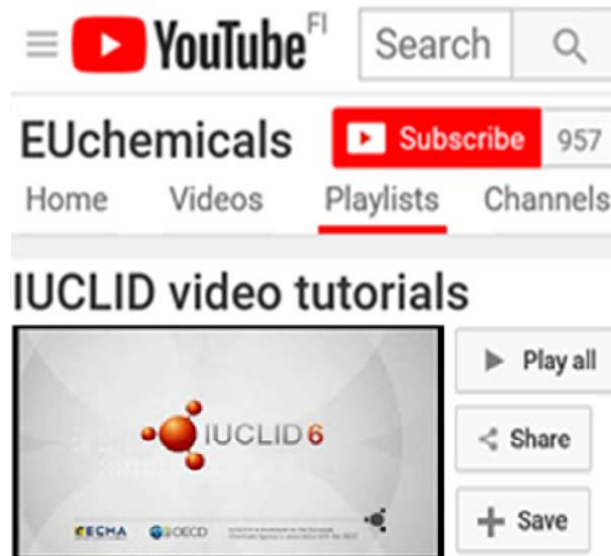 YouTube FI Search
EUchemicals Subscribe 957
Home Videos Playlists Channels
IUCLID video tutorials
IUCLID 6
Play all
Share
Save
ECHA OECD